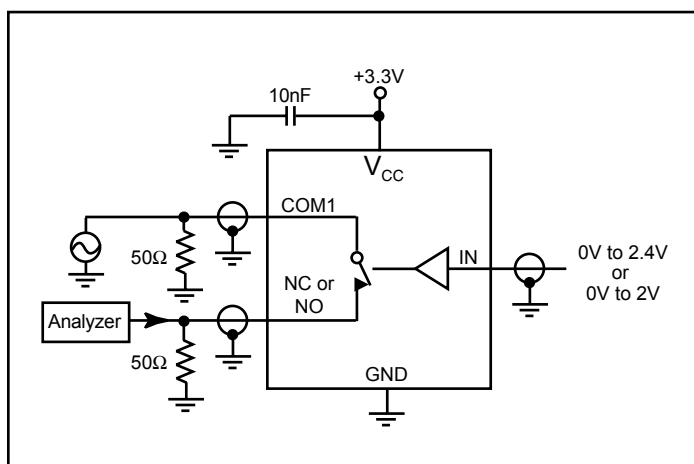 +3.3V
10nF
VCC
COM1
50Ω
IN
0V to 2.4V
or
0V to 2V
NC or
NO
Analyzer
50Ω
GND